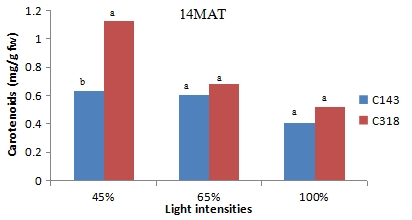 14MAT
Carotenoids (mg/g fw)
1.2
1
0.8
0.6
0.4
0.2
0
b a
a a
a a
45% 65% 100%
Light intensities
C143
C318